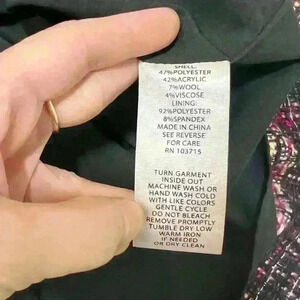 SHELL:
47%POLYESTER
42%ACRYLIC
7%WOOL
4%VISCOSE
LINING:
92%POLYESTER
8%SPANDEX
MADE IN CHINA
SEE REVERSE
FOR CARE
RN 103715
TURN GARMENT
INSIDE OUT
MACHINE WASH OR
HAND WASH COLD
WITH LIKE COLORS
GENTLE CYCLE
DO NOT BLEACH
REMOVE PROMPTLY
TUMBLE DRY LOW
WARM IRON
IF NEEDED
OR DRY CLEAN